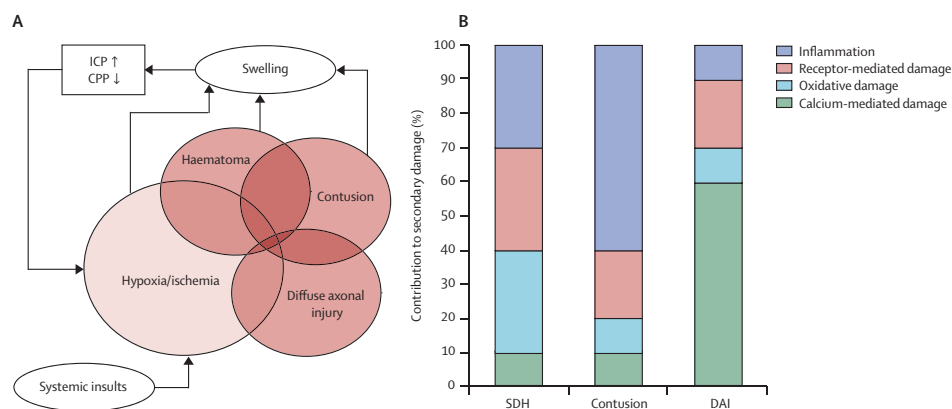 A
ICP ↑
CPP ↓
Swelling
Haematoma
Contusion
Hypoxia/ischemia
Diffuse axonal
injury
Systemic insults
B
Contribution to secondary damage (%)
100
90
80
70
60
50
40
30
20
10
0
SDH
Contusion
DAI
Inflammation
Receptor-mediated damage
Oxidative damage
Calcium-mediated damage